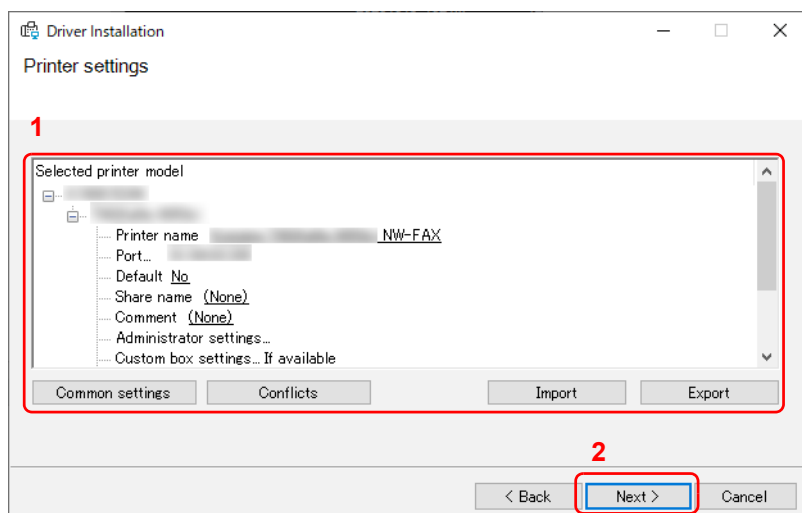 Driver Installation
Printer settings
1
Selected printer model
Printer name NW-FAX
Port...
Default No
Share name (None)
Comment (None)
Administrator settings...
Custom box settings... If available
Common settings Conflicts Import Export
2
< Back Next > Cancel